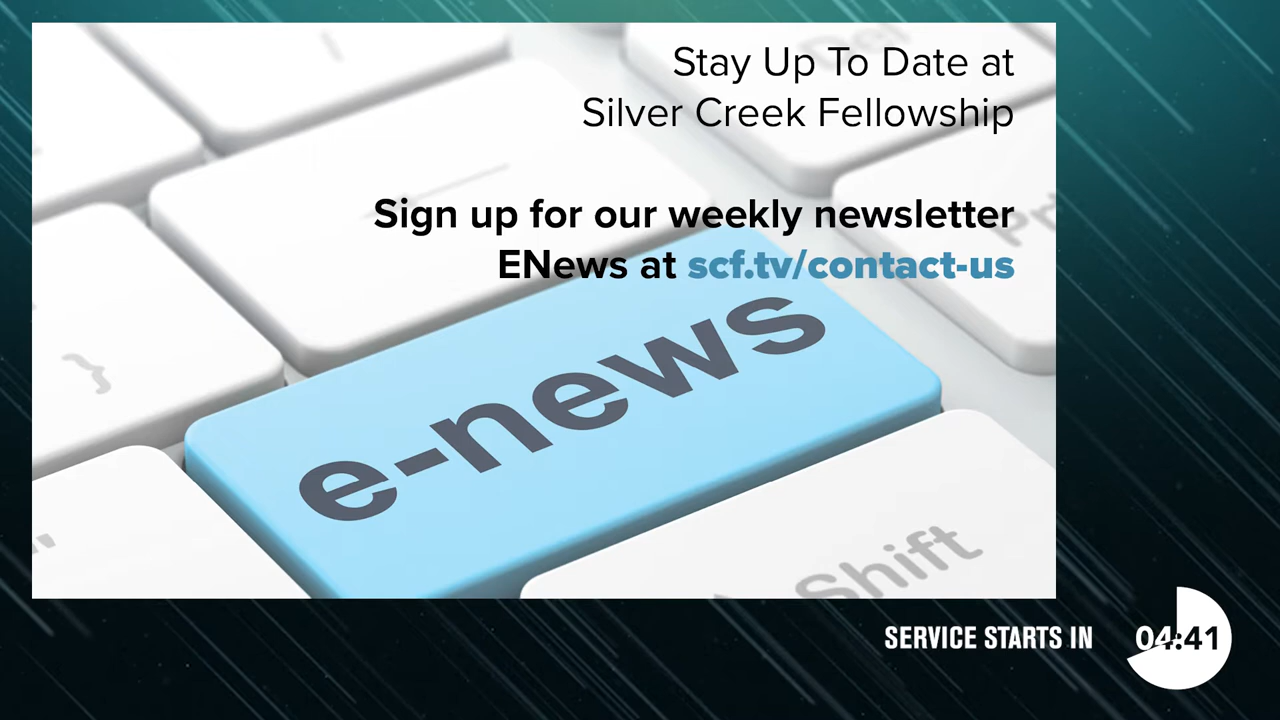 Stay Up To Date at
Silver Creek Fellowship
Sign up for our weekly newsletter
ENews at scf.tv/contact-us
}
e-news
"
Shift
SERVICE STARTS IN
04:41